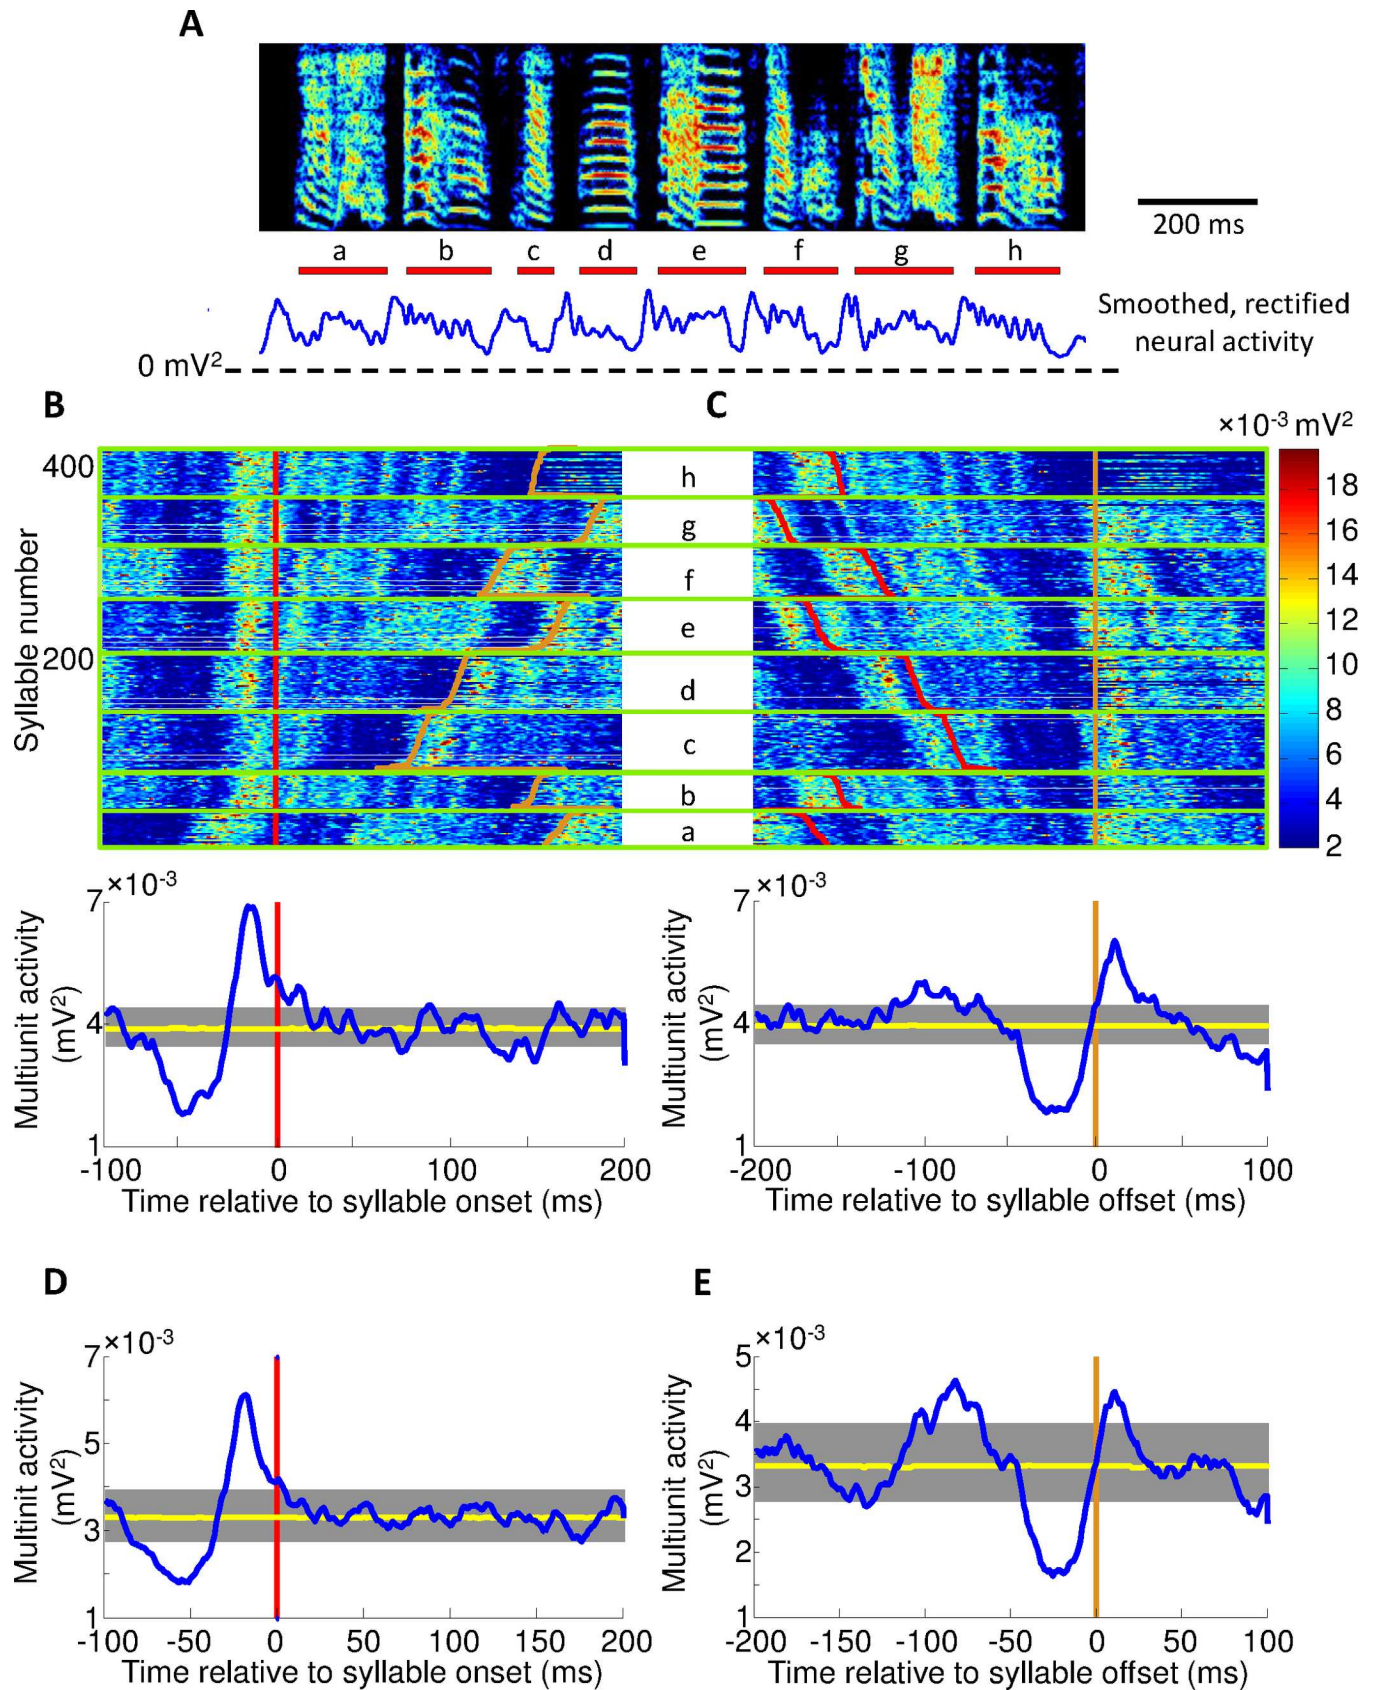 A
200 ms
a b c d e f g h
Smoothed, rectified
neural activity
0 mV²
B
C
×10⁻³ mV²
400
200
Syllable number
h
g
f
e
d
c
b
a
18
16
14
12
10
8
6
4
2
7 ×10⁻³
4
1
Multiunit activity
(mV²)
-100 0 100 200
Time relative to syllable onset (ms)
7 ×10⁻³
4
1
Multiunit activity
(mV²)
-200 -100 0 100
Time relative to syllable offset (ms)
D
7 ×10⁻³
5
3
1
Multinit activity
(mV²)
-100 -50 0 50 100 150 200
Time relative to syllable onset (ms)
E
5 ×10⁻³
4
3
2
1
Multiunit activity
(mV²)
-200 -150 -100 -50 0 50 100
Time relative to syllable offset (ms)